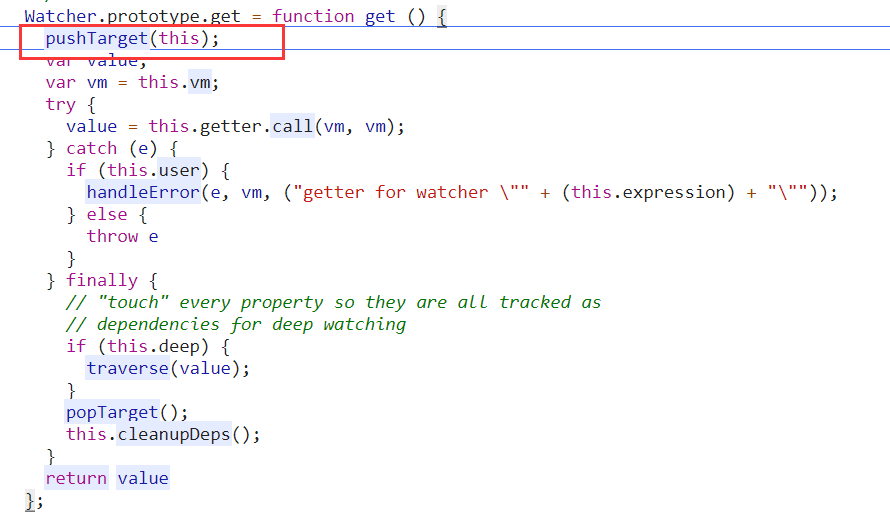 Watcher.prototype.get = function get () {
pushTarget(this);
var value;
var vm = this.vm;
try {
value = this.getter.call(vm, vm);
} catch (e) {
if (this.user) {
handleError(e, vm, ("getter for watcher \"" + (this.expression) + "\""));
} else {
throw e
}
} finally {
// "touch" every property so they are all tracked as
// dependencies for deep watching
if (this.deep) {
traverse(value);
}
popTarget();
this.cleanupDeps();
}
return value
};